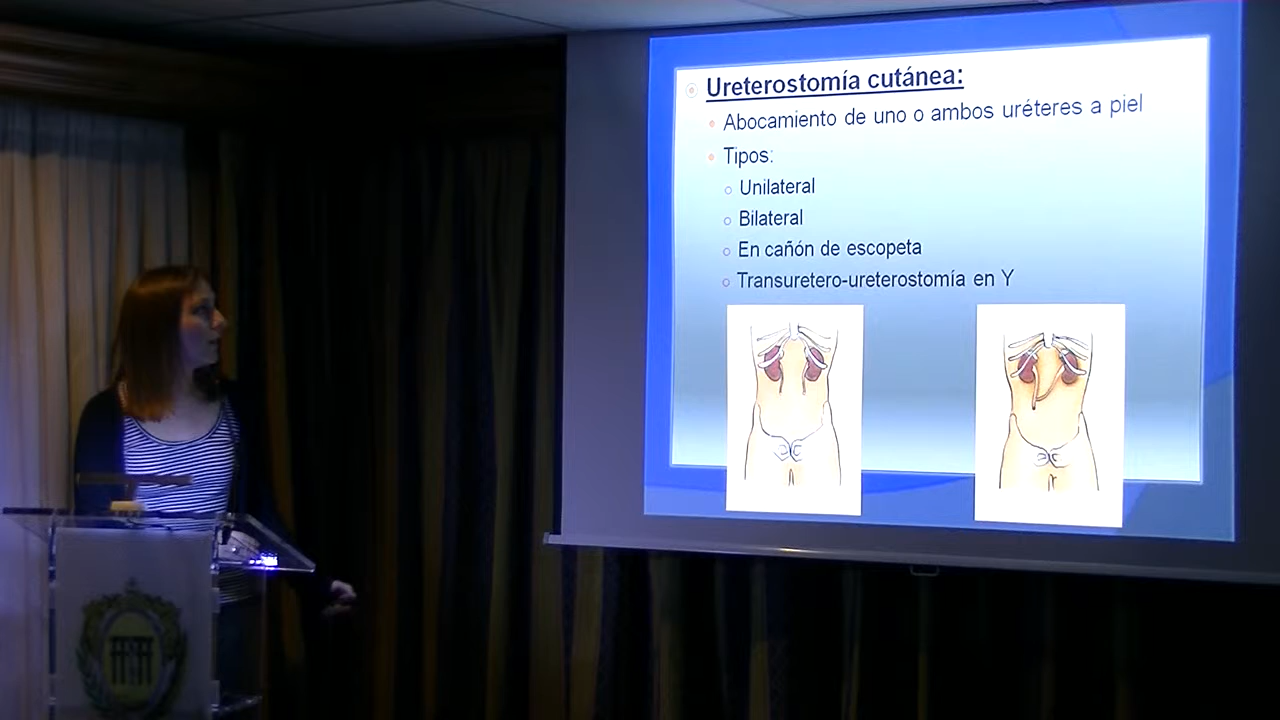 Ureterostomía cutánea:
Abocamiento de uno o ambos uréteres a piel
Tipos:
Unilateral
Bilateral
En cañón de escopeta
Transuretero-ureterostomía en Y